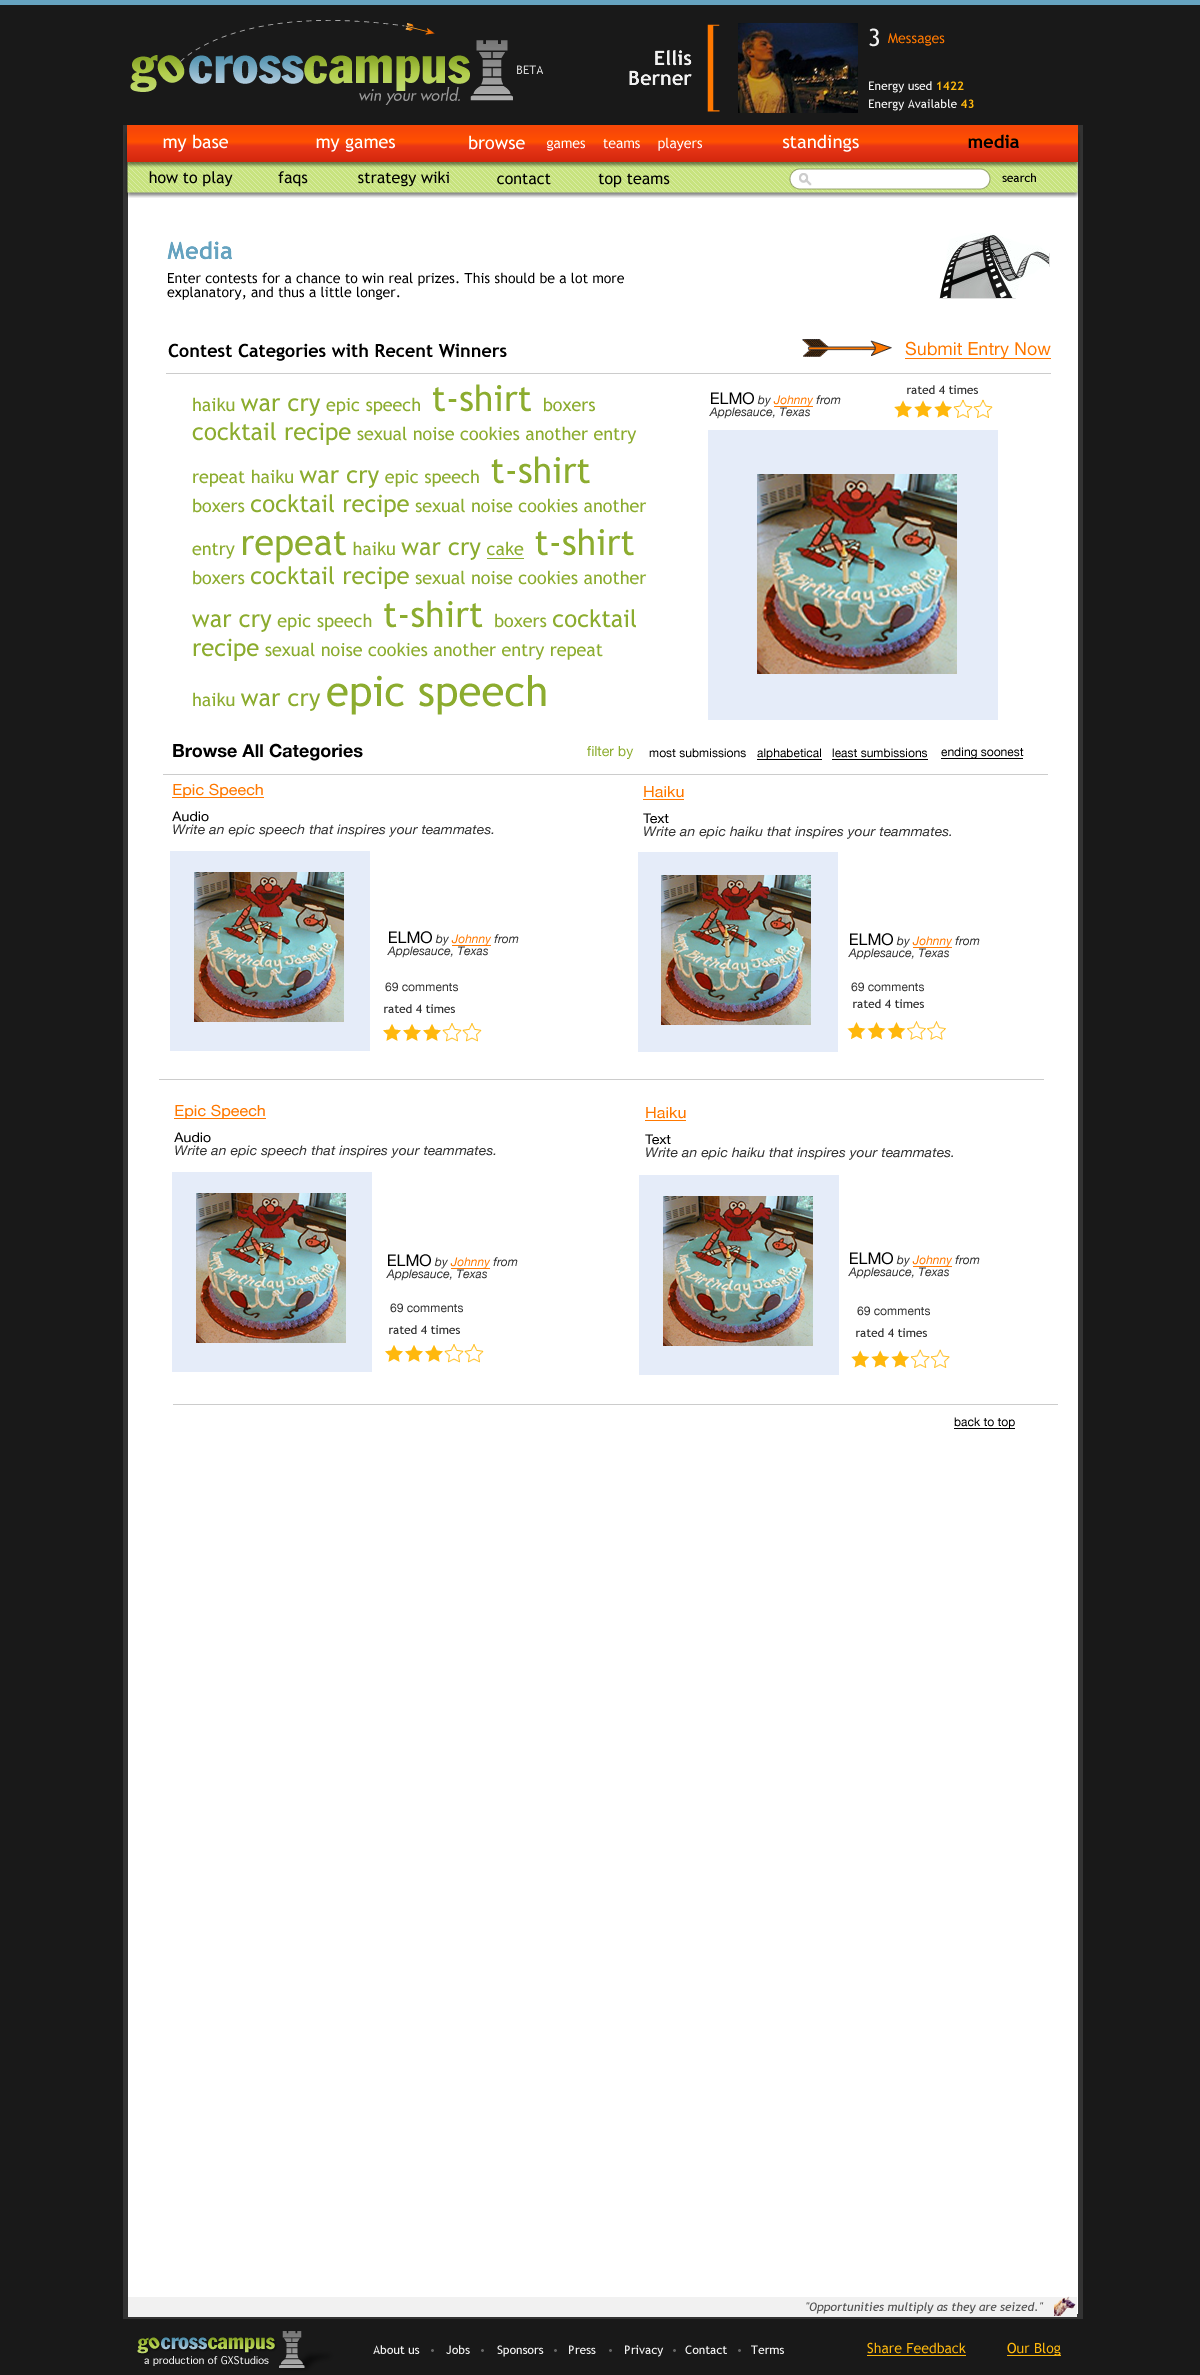 gocrosscampus
win your world.
BETA
Ellis
Berner
3 Messages
Energy used 1422
Energy Available 43
my base my games browse games teams players standings media
how to play faqs strategy wiki contact top teams search
Media
Enter contests for a chance to win real prizes. This should be a lot more
explanatory, and thus a little longer.
Contest Categories with Recent Winners
Submit Entry Now
haiku war cry epic speech t-shirt boxers
cocktail recipe sexual noise cookies another entry
repeat haiku war cry epic speech t-shirt
boxers cocktail recipe sexual noise cookies another
entry repeat haiku war cry cake t-shirt
boxers cocktail recipe sexual noise cookies another
war cry epic speech t-shirt boxers cocktail
recipe sexual noise cookies another entry repeat
haiku war cry epic speech
ELMO by Johnny from
Applesauce, Texas
rated 4 times
Happy Birthday Jasmine
Browse All Categories
filter by most submissions alphabetical least sumbissions ending soonest
Epic Speech
Audio
Write an epic speech that inspires your teammates.
Birthday Jasmine
ELMO by Johnny from
Applesauce, Texas
69 comments
rated 4 times
Haiku
Text
Write an epic haiku that inspires your teammates.
Birthday Jasmine
ELMO by Johnny from
Applesauce, Texas
69 comments
rated 4 times
Epic Speech
Audio
Write an epic speech that inspires your teammates.
Birthday Jasmine
ELMO by Johnny from
Applesauce, Texas
69 comments
rated 4 times
Haiku
Text
Write an epic haiku that inspires your teammates.
Birthday Jasmine
ELMO by Johnny from
Applesauce, Texas
69 comments
rated 4 times
back to top
"Opportunities multiply as they are seized."
gocrosscampus
a production of GXStudios
About us • Jobs • Sponsors • Press • Privacy • Contact • Terms
Share Feedback
Our Blog